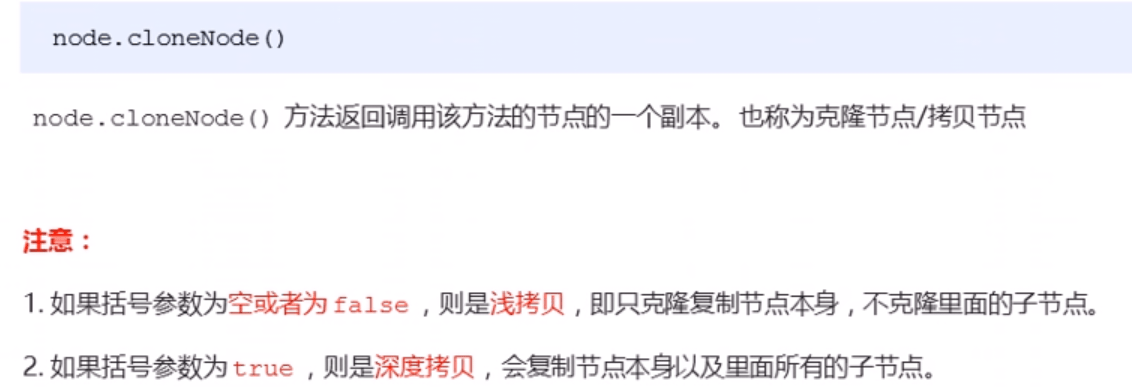 node.cloneNode()
node.cloneNode() 方法返回调用该方法的节点的一个副本。 也称为克隆节点/拷贝节点
注意：
1. 如果括号参数为空或者为 false ，则是浅拷贝，即只克隆复制节点本身，不克隆里面的子节点。
2. 如果括号参数为 true ，则是深度拷贝，会复制节点本身以及里面所有的子节点。